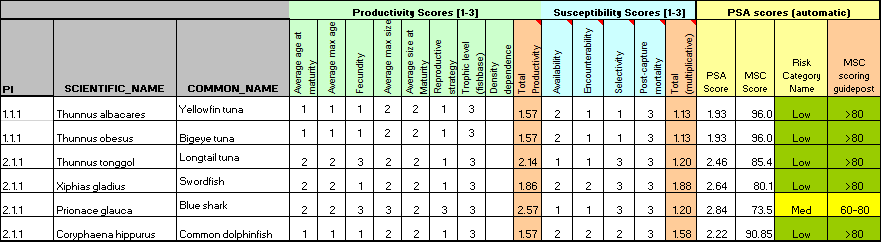 Productivity Scores [1-3] Susceptibility Scores [1-3] PSA scores (automatic)
PI SCIENTIFIC_NAME COMMON_NAME Average age at maturity Average max age Fecundity Average max size Average size at Maturity Reproductive strategy Trophic level (fishbase) Density dependence Total Productivity Availability Encounterability Selectivity Post-capture mortality Total (multiplicative) PSA Score MSC Score Risk Category Name MSC scoring guidepost
1.1.1 Thunnus albacares Yellowfin tuna 1 1 1 2 2 1 3 1.57 2 1 1 3 1.13 1.93 96.0 Low >80
1.1.1 Thunnus obesus Bigeye tuna 1 1 1 2 2 1 3 1.57 2 1 1 3 1.13 1.93 96.0 Low >80
2.1.1 Thunnus tonggol Longtail tuna 2 2 3 2 2 1 3 2.14 1 1 3 3 1.20 2.46 85.4 Low >80
2.1.1 Xiphias gladius Swordfish 2 2 1 2 2 1 3 1.86 2 2 3 3 1.88 2.64 80.1 Low >80
2.1.1 Prionace glauca Blue shark 2 2 3 3 2 3 3 2.57 1 1 3 3 1.20 2.84 73.5 Med 60-80
2.1.1 Coryphaena hippurus Common dolphinfish 1 1 1 2 2 1 3 1.57 2 2 2 3 1.58 2.22 90.85 Low >80